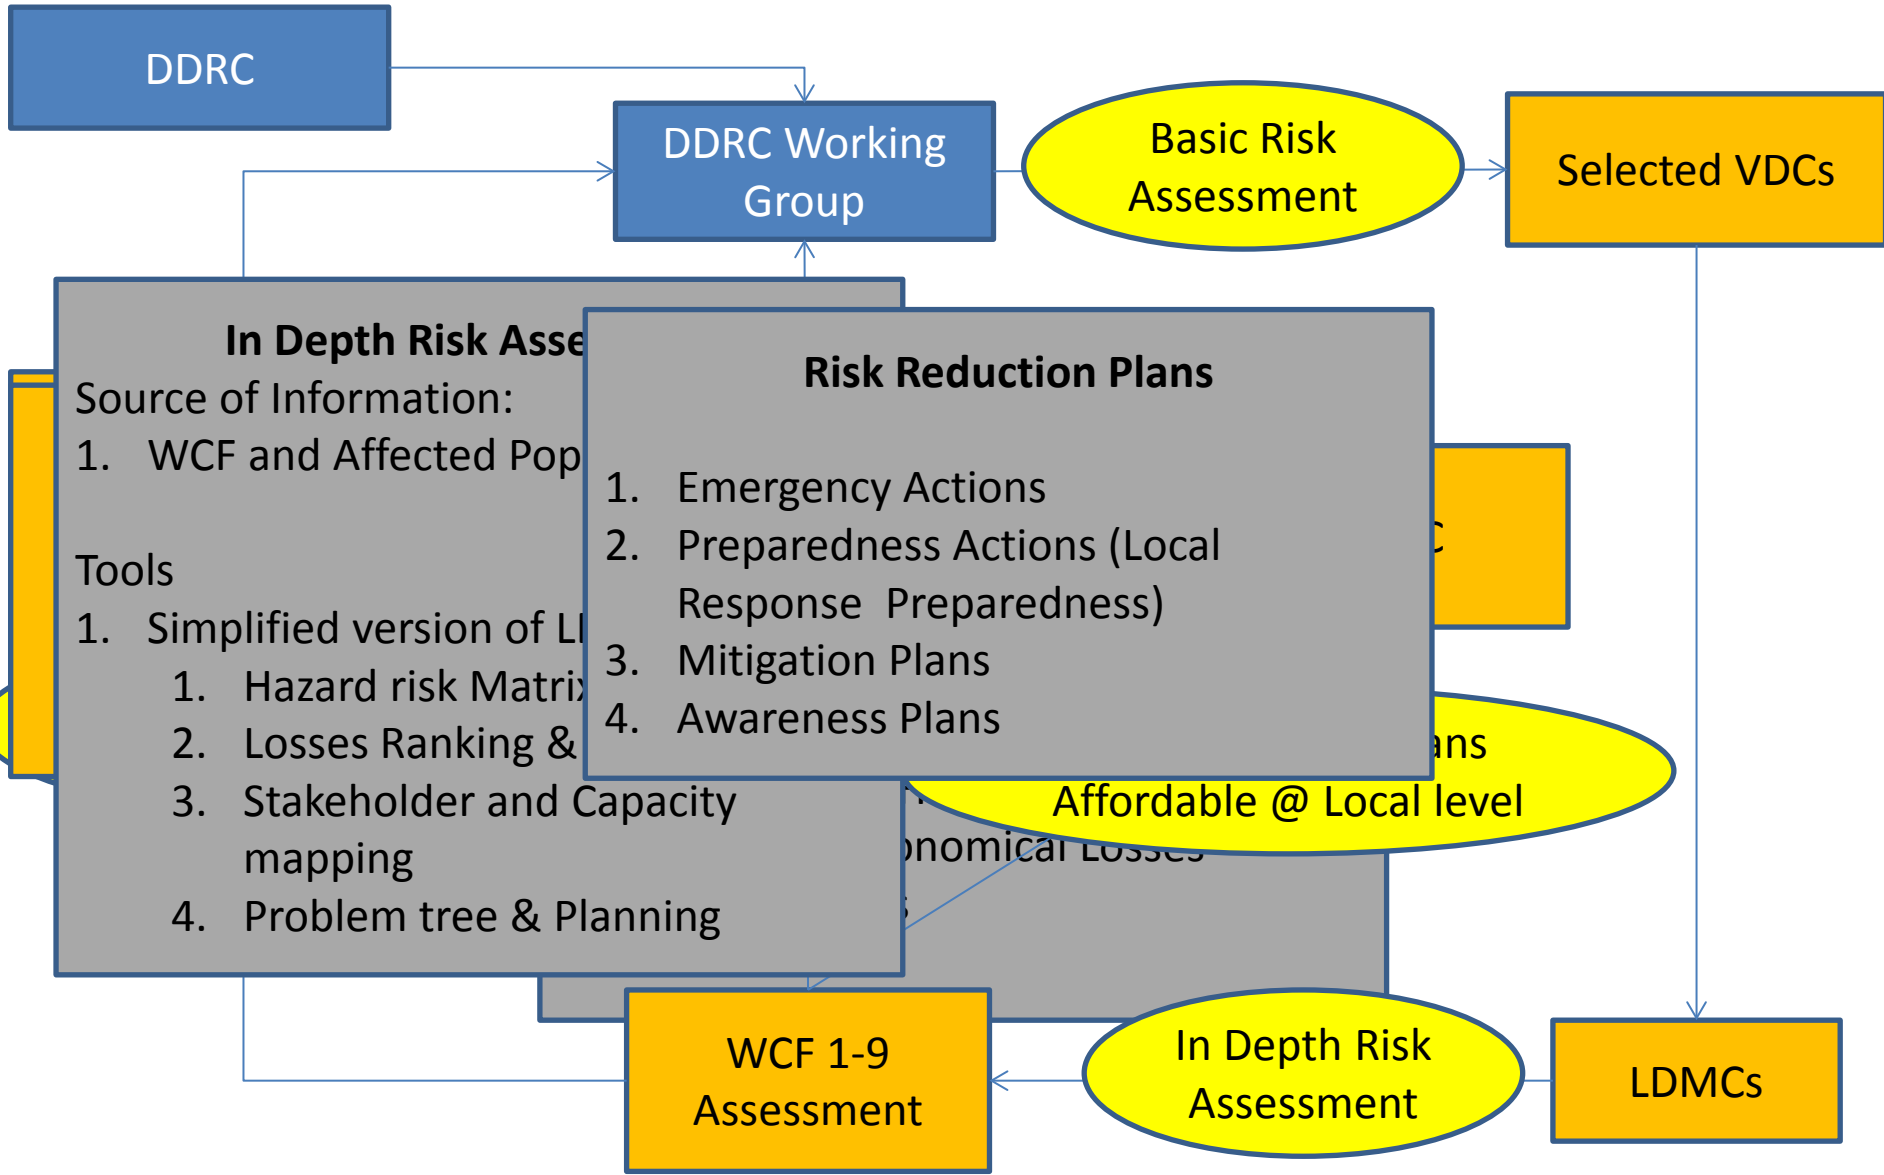 DDRC
DDRC Working
Group
Basic Risk
Assessment
Selected VDCs
In Depth Risk Asse
Source of Information:
1. WCF and Affected Pop
Tools
1. Simplified version of
1. Hazard risk Matrix
2. Losses Ranking &
3. Stakeholder and Capacity
mapping
4. Problem tree & Planning
Risk Reduction Plans
1. Emergency Actions
2. Preparedness Actions (Local
Response Preparedness)
3. Mitigation Plans
4. Awareness Plans
C
ans
Affordable @ Local level
onomical Losses
s
WCF 1-9
Assessment
In Depth Risk
Assessment
LDMCs